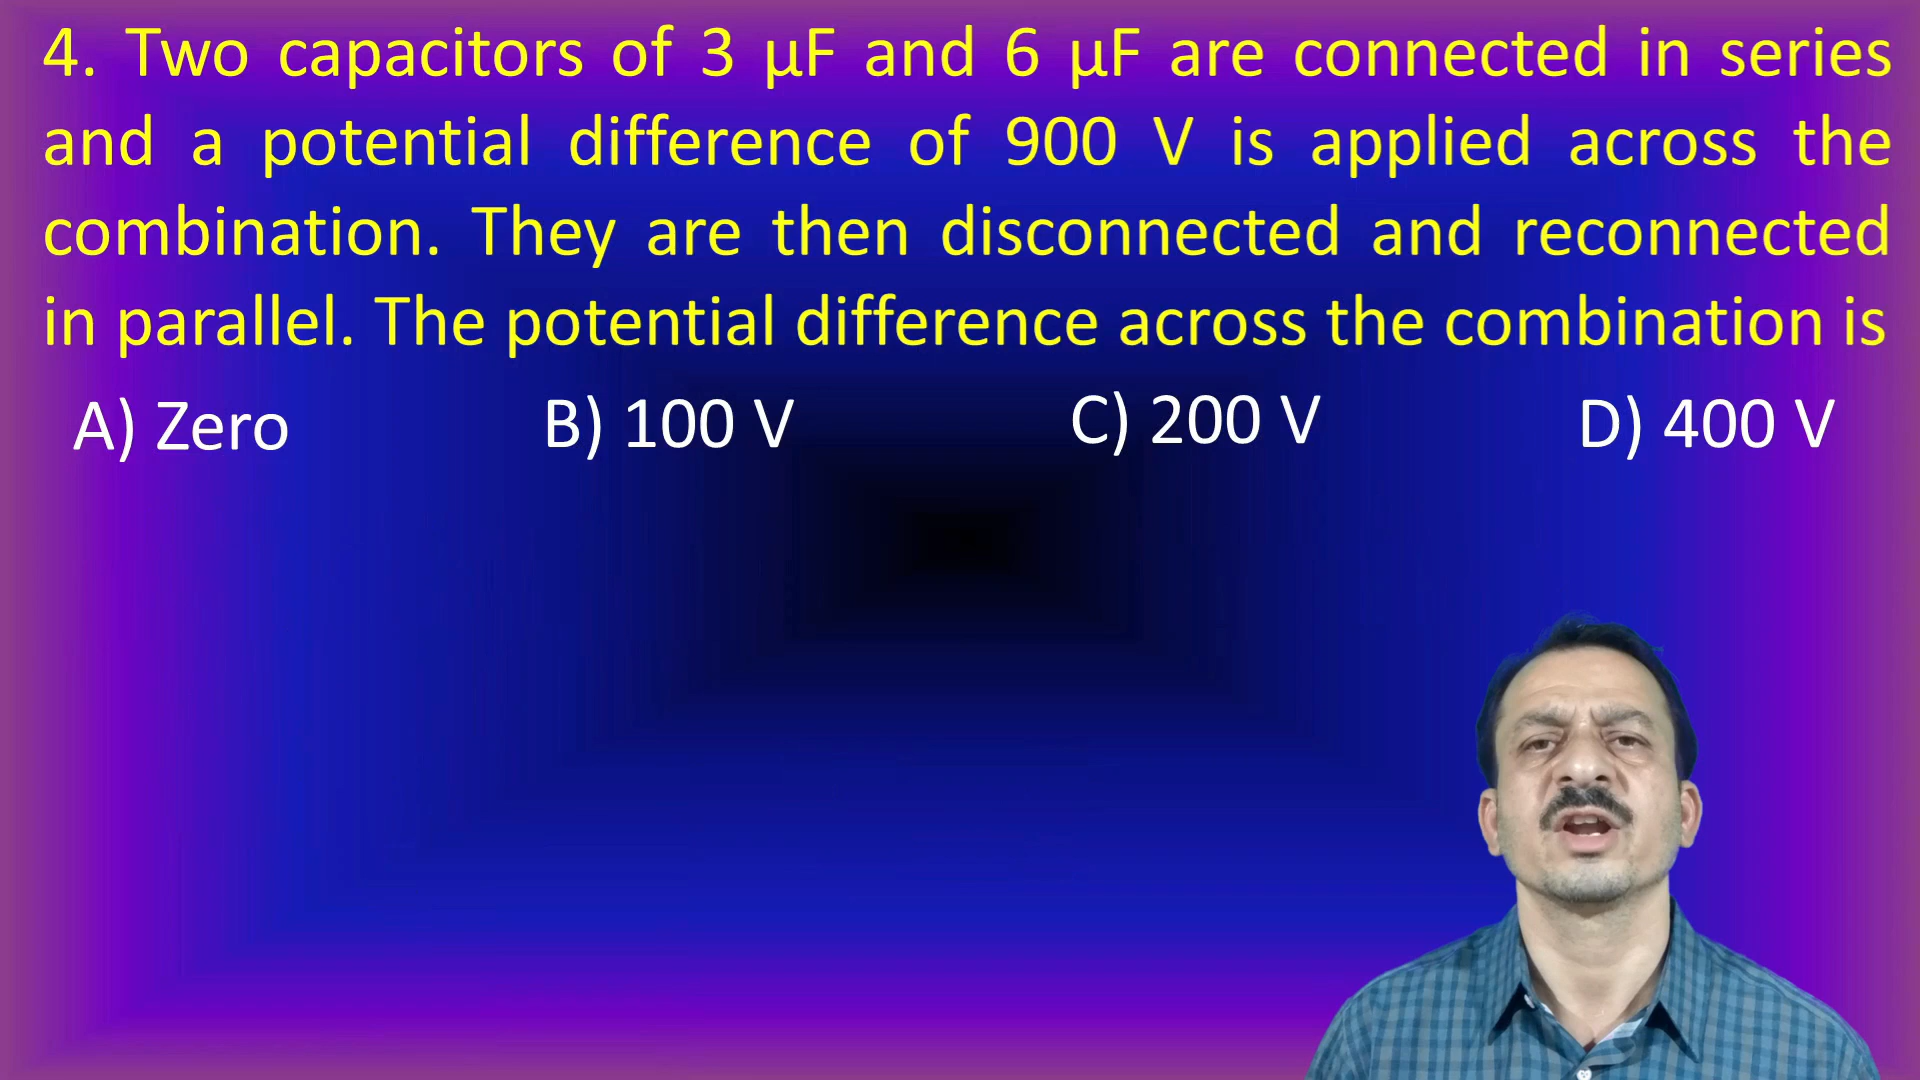 4. Two capacitors of 3 μF and 6 μF are connected in series
and a potential difference of 900 V is applied across the
combination. They are then disconnected and reconnected
in parallel. The potential difference across the combination is
A) Zero B) 100 V C) 200 V D) 400 V